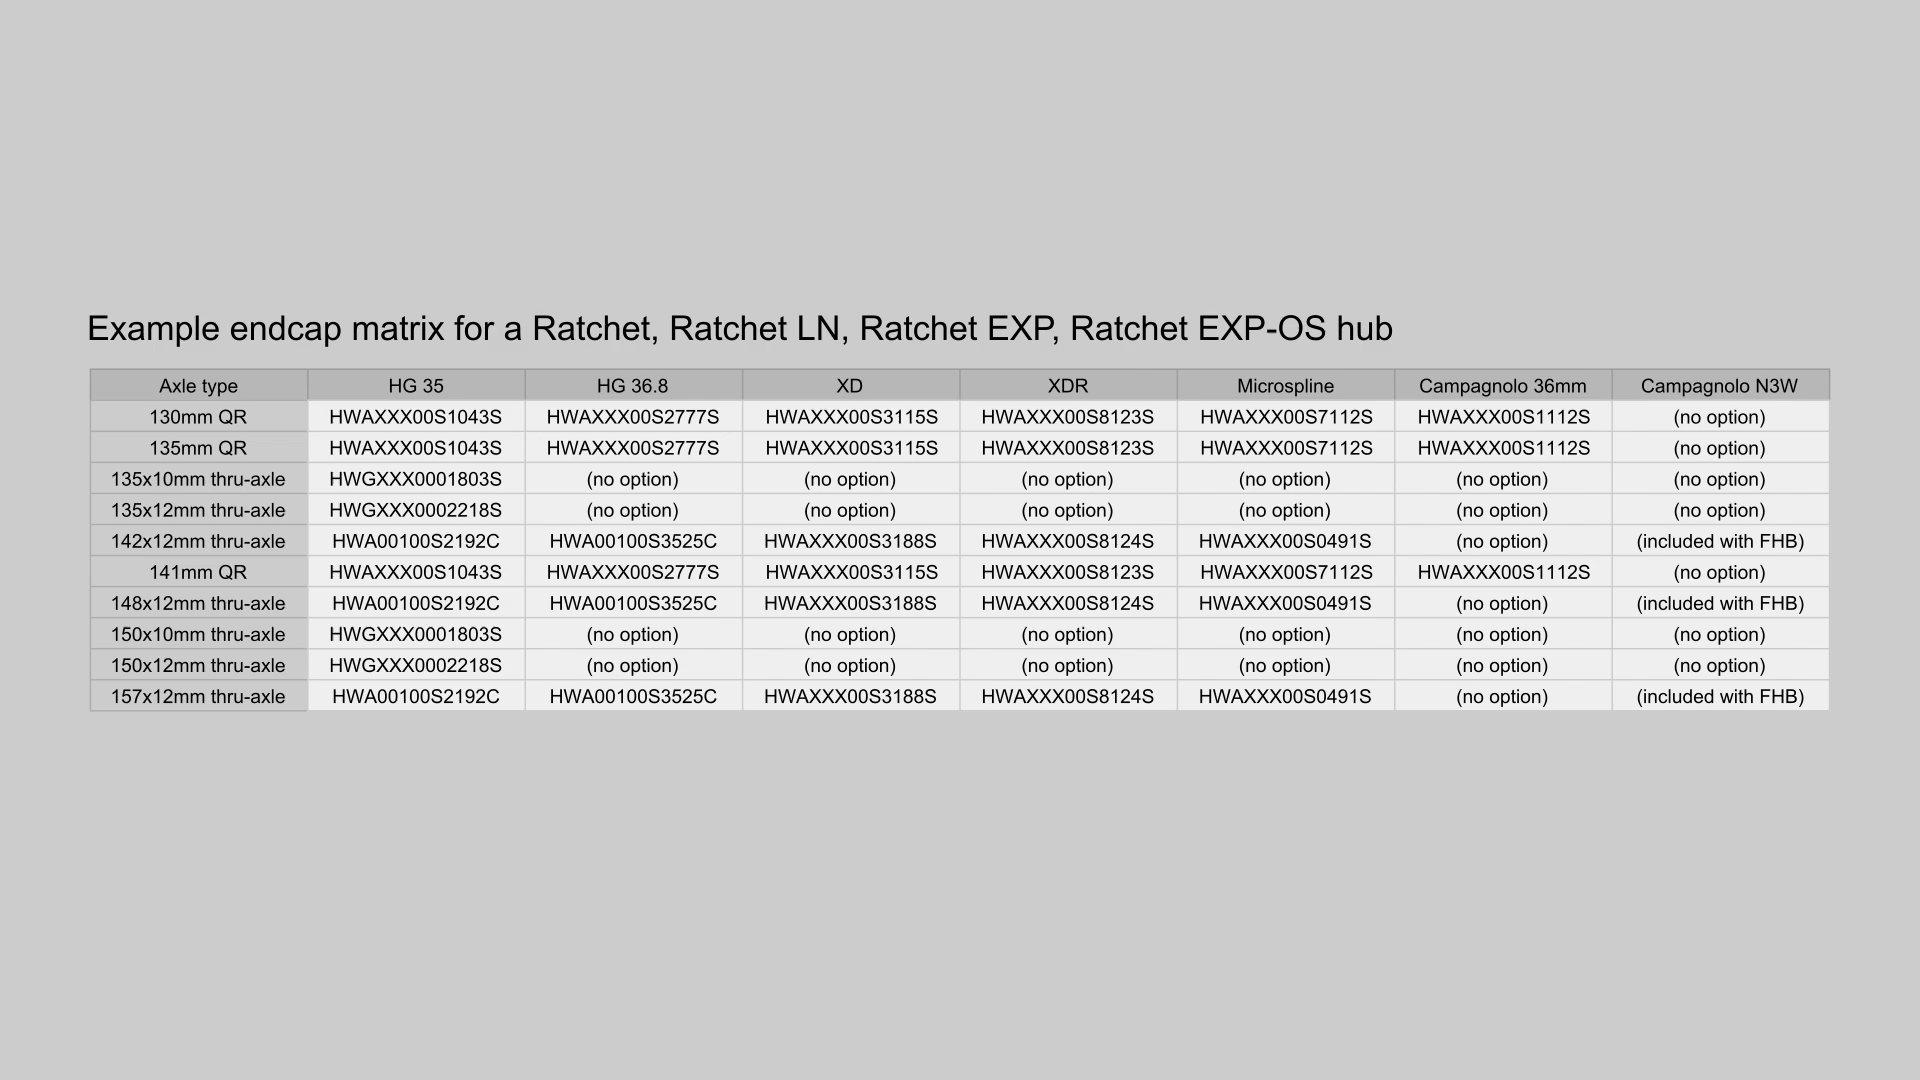 Example endcap matrix for a Ratchet, Ratchet LN, Ratchet EXP, Ratchet EXP-OS hub
Axle type HG 35 HG 36.8 XD XDR Microspline Campagnolo 36mm Campagnolo N3W
130mm QR HWAXXX00S1043S HWAXXX00S2777S HWAXXX00S3115S HWAXXX00S8123S HWAXXX00S7112S HWAXXX00S1112S (no option)
135mm QR HWAXXX00S1043S HWAXXX00S2777S HWAXXX00S3115S HWAXXX00S8123S HWAXXX00S7112S HWAXXX00S1112S (no option)
135x10mm thru-axle HWGXXX0001803S (no option) (no option) (no option) (no option) (no option) (no option)
135x12mm thru-axle HWGXXX0002218S (no option) (no option) (no option) (no option) (no option) (no option)
142x12mm thru-axle HWA00100S2192C HWA00100S3525C HWAXXX00S3188S HWAXXX00S8124S HWAXXX00S0491S (no option) (included with FHB)
141mm QR HWAXXX00S1043S HWAXXX00S2777S HWAXXX00S3115S HWAXXX00S8123S HWAXXX00S7112S HWAXXX00S1112S (no option)
148x12mm thru-axle HWA00100S2192C HWA00100S3525C HWAXXX00S3188S HWAXXX00S8124S HWAXXX00S0491S (no option) (included with FHB)
150x10mm thru-axle HWGXXX0001803S (no option) (no option) (no option) (no option) (no option) (no option)
150x12mm thru-axle HWGXXX0002218S (no option) (no option) (no option) (no option) (no option) (no option)
157x12mm thru-axle HWA00100S2192C HWA00100S3525C HWAXXX00S3188S HWAXXX00S8124S HWAXXX00S0491S (no option) (included with FHB)